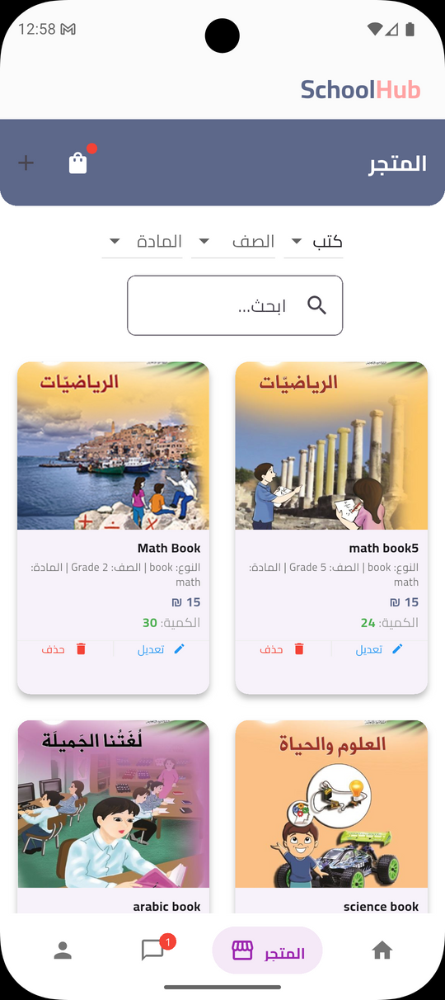 12:58
SchoolHub
المتجر
كتب
الصف
المادة
ابحث...
الرياضيّات
math book5
النوع: book | الصف: Grade 5 | المادة:
math
15 ₪
الكمية: 24
تعديل
حذف
الرياضيّات
Math Book
النوع: book | الصف: Grade 2 | المادة:
math
15 ₪
الكمية: 30
تعديل
حذف
العلوم والحياة
science book
لُغَتُنا الجَميلَة
arabic book
المتجر
1